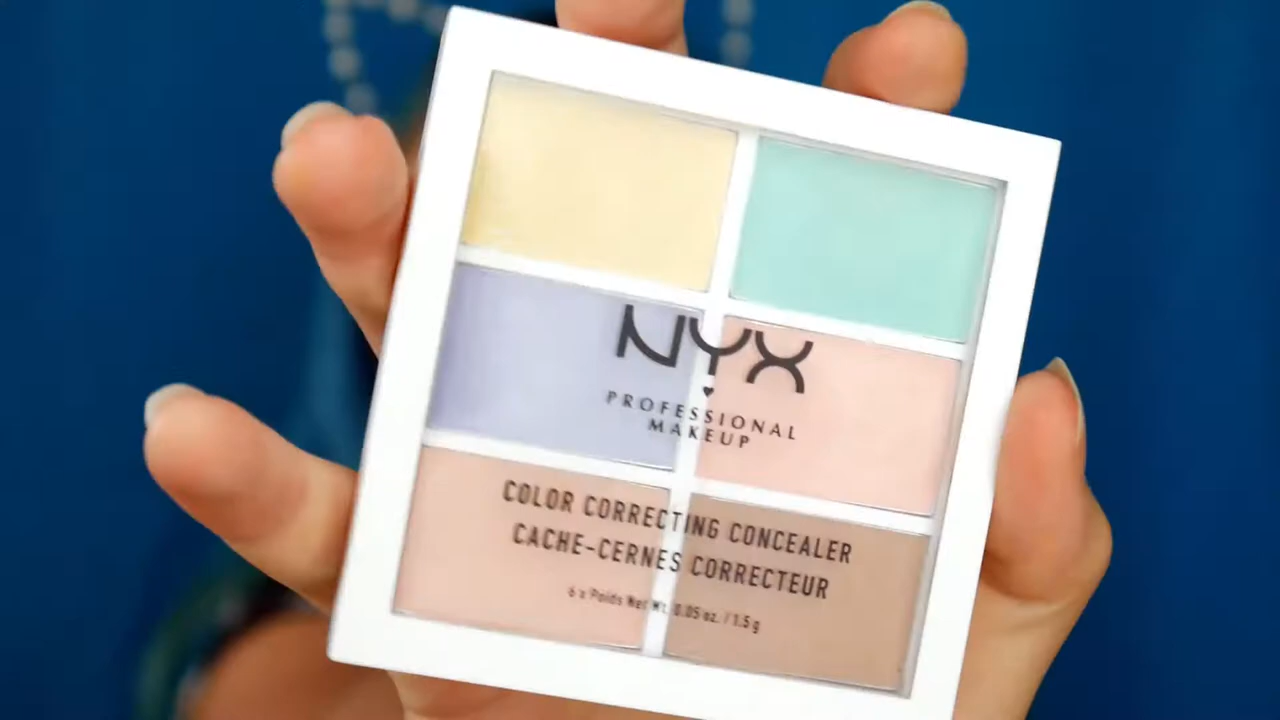 NYX
PROFESSIONAL
MAKEUP
COLOR CORRECTING CONCEALER
CACHE-CERNES CORRECTEUR
6 x Poids Net Wt. 0.05 oz. / 1.5 g